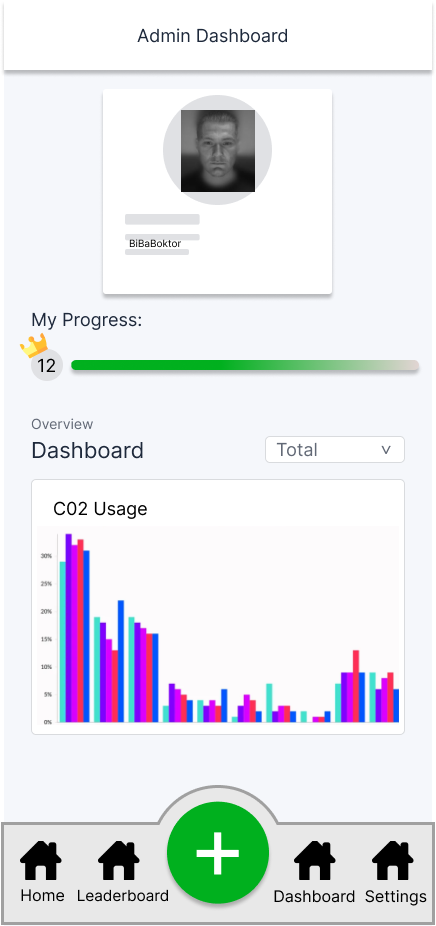 Admin Dashboard
BiBaBoktor
My Progress:
12
Overview
Dashboard
Total
C02 Usage
30%
25%
20%
15%
10%
5%
0%
Home
Leaderboard
Dashboard
Settings